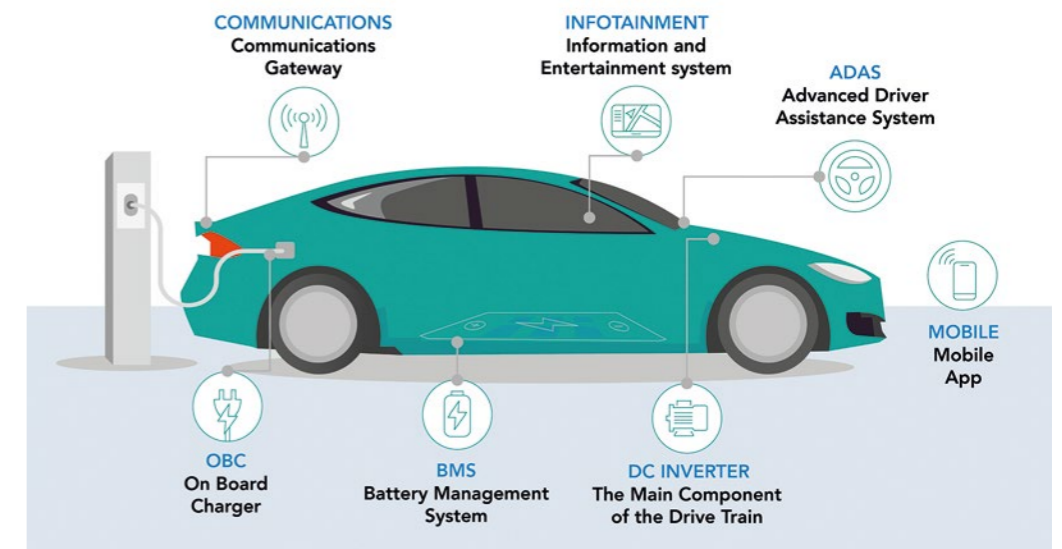 COMMUNICATIONS
Communications
Gateway
INFOTAINMENT
Information and
Entertainment system
ADAS
Advanced Driver
Assistance System
MOBILE
Mobile
App
OBC
On Board
Charger
BMS
Battery Management
System
DC INVERTER
The Main Component
of the Drive Train